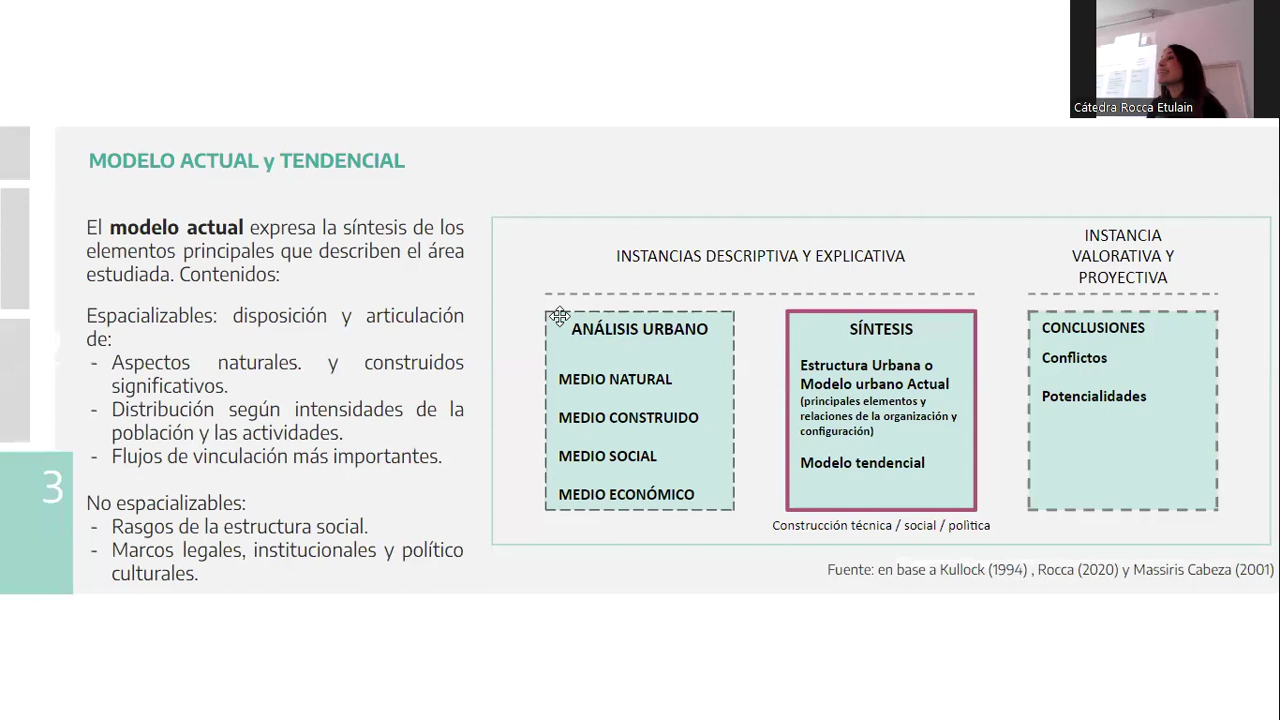 Cátedra Rocca Etulain
MODELO ACTUAL y TENDENCIAL
El modelo actual expresa la síntesis de los
elementos principales que describen el área
estudiada. Contenidos:
Espacializables: disposición y articulación
de:
- Aspectos naturales. y construidos
significativos.
- Distribución según intensidades de la
población y las actividades.
- Flujos de vinculación más importantes.
No espacializables:
- Rasgos de la estructura social.
- Marcos legales, institucionales y político
culturales.
3
INSTANCIAS DESCRIPTIVA Y EXPLICATIVA
INSTANCIA
VALORATIVA Y
PROYECTIVA
ANÁLISIS URBANO
MEDIO NATURAL
MEDIO CONSTRUIDO
MEDIO SOCIAL
MEDIO ECONÓMICO
SÍNTESIS
Estructura Urbana o
Modelo urbano Actual
(principales elementos y
relaciones de la organización y
configuración)
Modelo tendencial
Construcción técnica / social / polìtica
CONCLUSIONES
Conflictos
Potencialidades
Fuente: en base a Kullock (1994) , Rocca (2020) y Massiris Cabeza (2001)